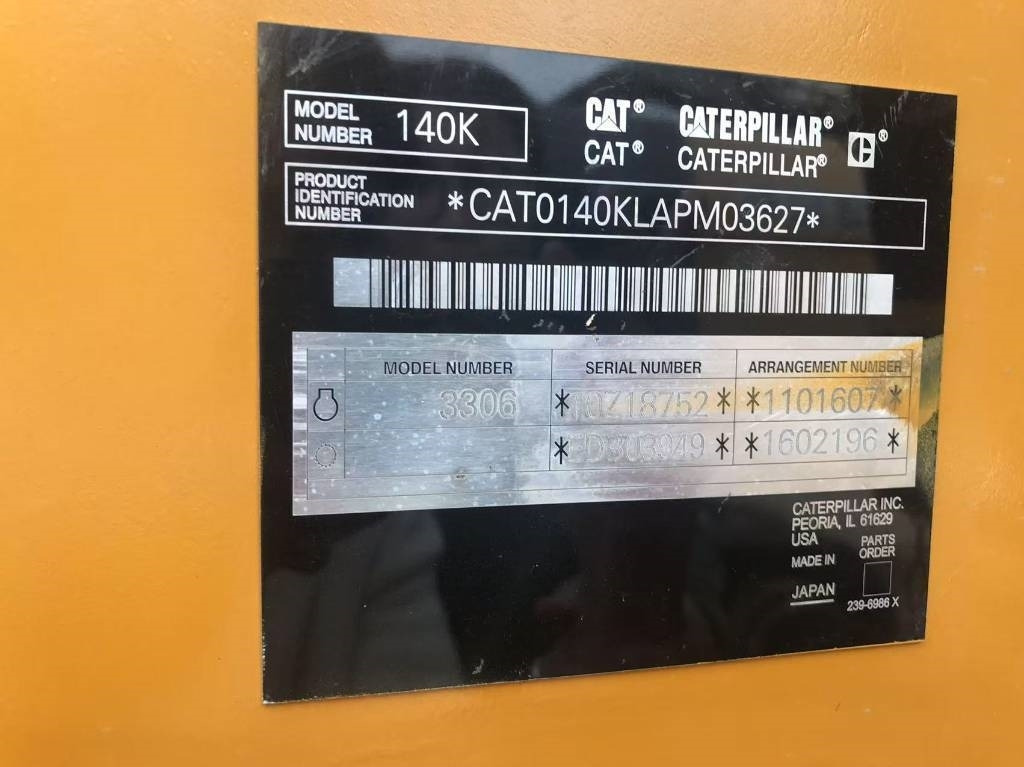 MODEL NUMBER 140K
CAT® CATERPILLAR®
CAT® CATERPILLAR®
PRODUCT IDENTIFICATION NUMBER *CAT0140KLAPM03627*
MODEL NUMBER SERIAL NUMBER ARRANGEMENT NUMBER
3306 *1101607*
*1602196*
CATERPILLAR INC.
PEORIA, IL 61629
USA
PARTS ORDER
MADE IN
JAPAN
239-6986 X